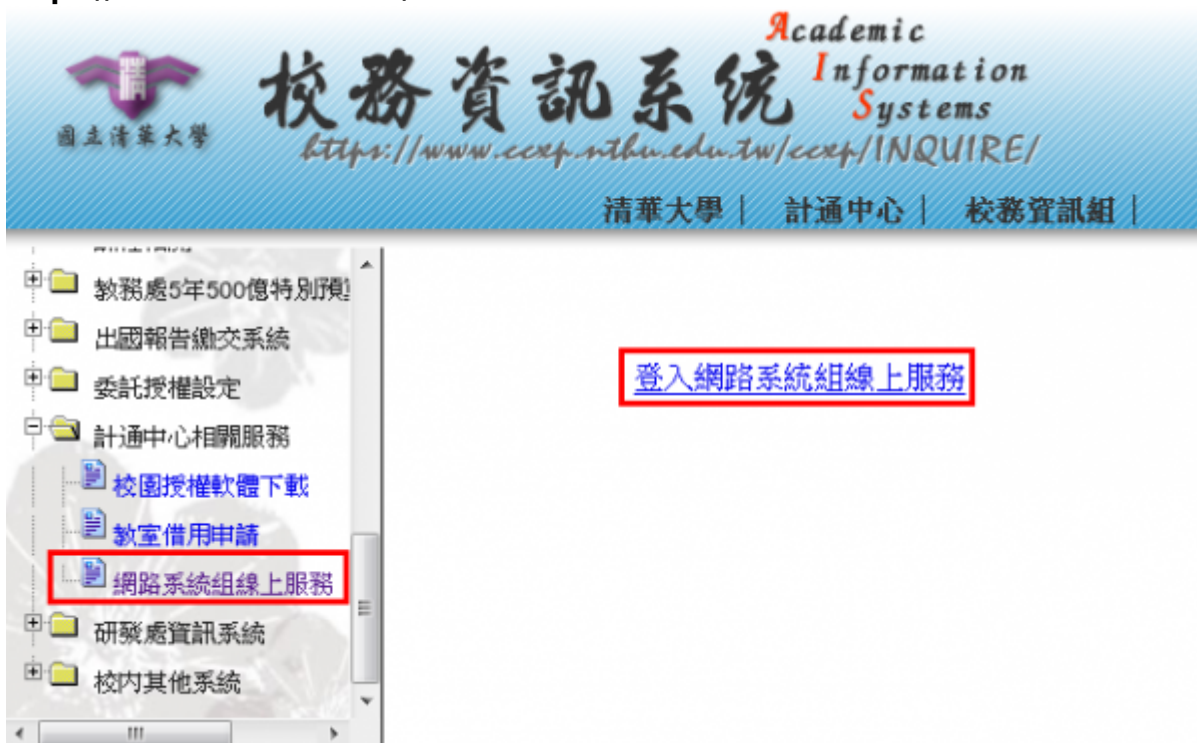 Academic
校務資訊系統 Information
Systems
國立清華大學
https://www.ccxp.nthu.edu.tw/ccxp/INQUIRE/
清華大學│ 計通中心│ 校務資訊組│
教務處5年500億特別預
出國報告繳交系統
委託授權設定
計通中心相關服務
校園授權軟體下載
教室借用申請
網路系統組線上服務
研發處資訊系統
校內其他系統
登入網路系統組線上服務